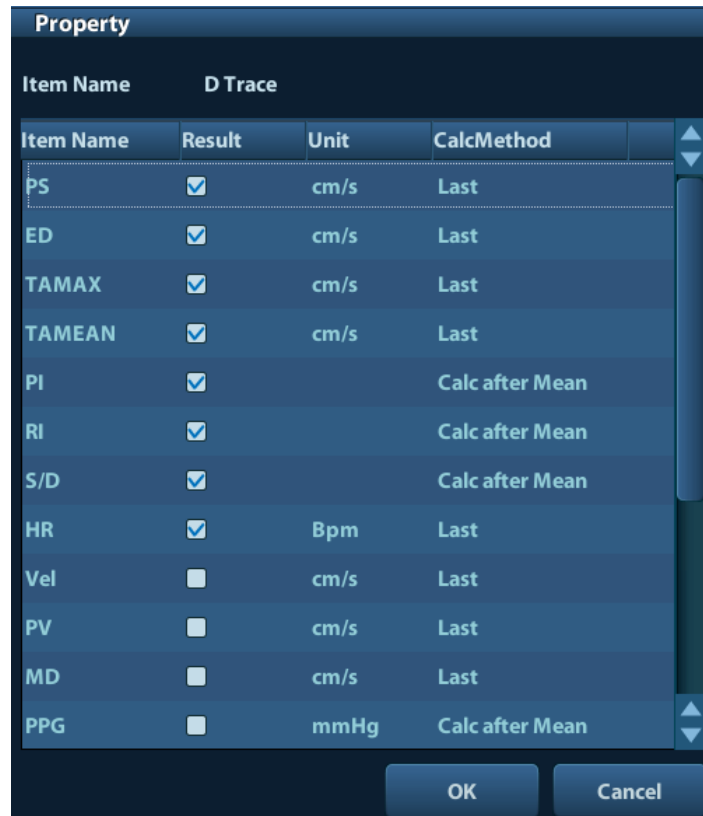 Property
Item Name D Trace
Item Name Result Unit CalcMethod
PS cm/s Last
ED cm/s Last
TAMAX cm/s Last
TAMEAN cm/s Last
PI Calc after Mean
RI Calc after Mean
S/D Calc after Mean
HR Bpm Last
Vel cm/s Last
PV cm/s Last
MD cm/s Last
PPG mmHg Calc after Mean
OK Cancel